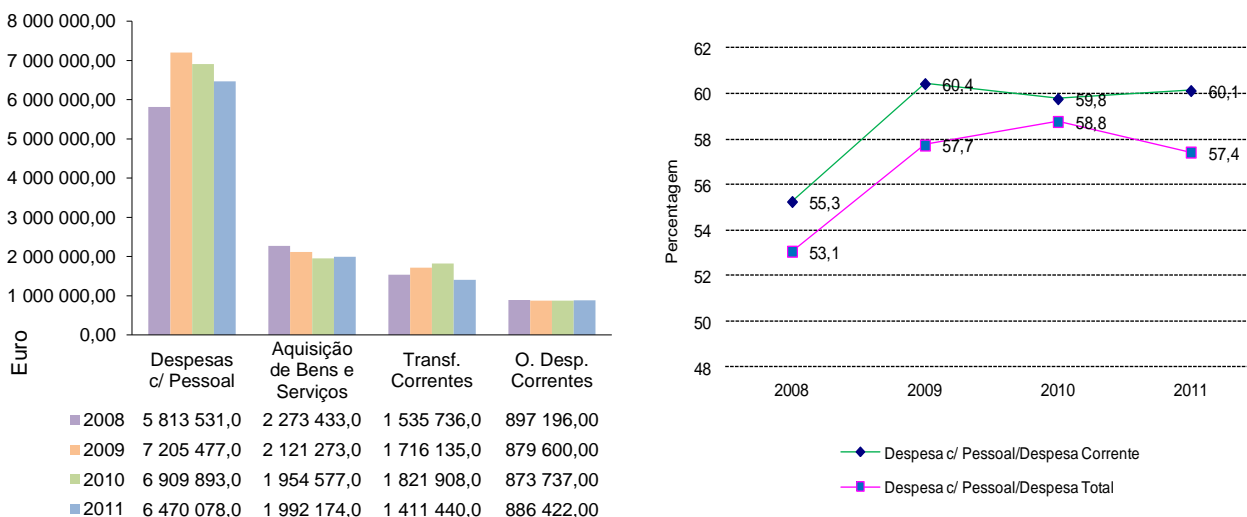 8 000 000,00
7 000 000,00
6 000 000,00
5 000 000,00
4 000 000,00
3 000 000,00
2 000 000,00
1 000 000,00
0,00
Euro
Despesas c/ Pessoal
Aquisição de Bens e Serviços
Transf. Correntes
O. Desp. Correntes
2008 5 813 531,0 2 273 433,0 1 535 736,0 897 196,00
2009 7 205 477,0 2 121 273,0 1 716 135,0 879 600,00
2010 6 909 893,0 1 954 577,0 1 821 908,0 873 737,00
2011 6 470 078,0 1 992 174,0 1 411 440,0 886 422,00
62
60
58
56
54
52
50
48
Percentagem
60,4
59,8
60,1
55,3
57,7
58,8
57,4
53,1
2008 2009 2010 2011
Despesa c/ Pessoal/Despesa Corrente
Despesa c/ Pessoal/Despesa Total